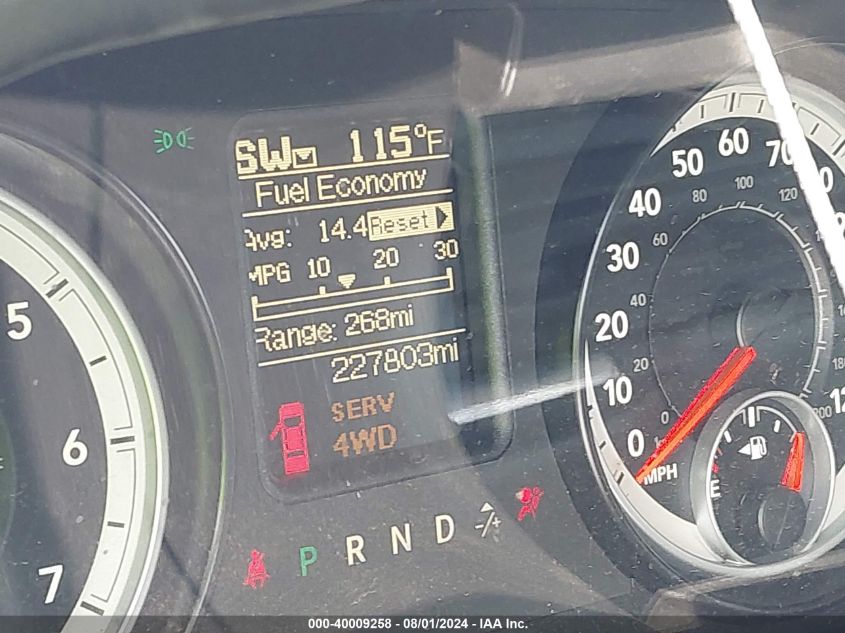 SW 115°F
Fuel Economy
Avg: 14.4 Reset
MPG 10 20 30
Range: 268mi
227803mi
SERV
4WD
P R N D -/+
5
6
7
0 10 20 30 40 50 60 70
MPH
0 20 40 60 80 100 120
180
200
E
000-40009258 - 08/01/2024 - IAA Inc.